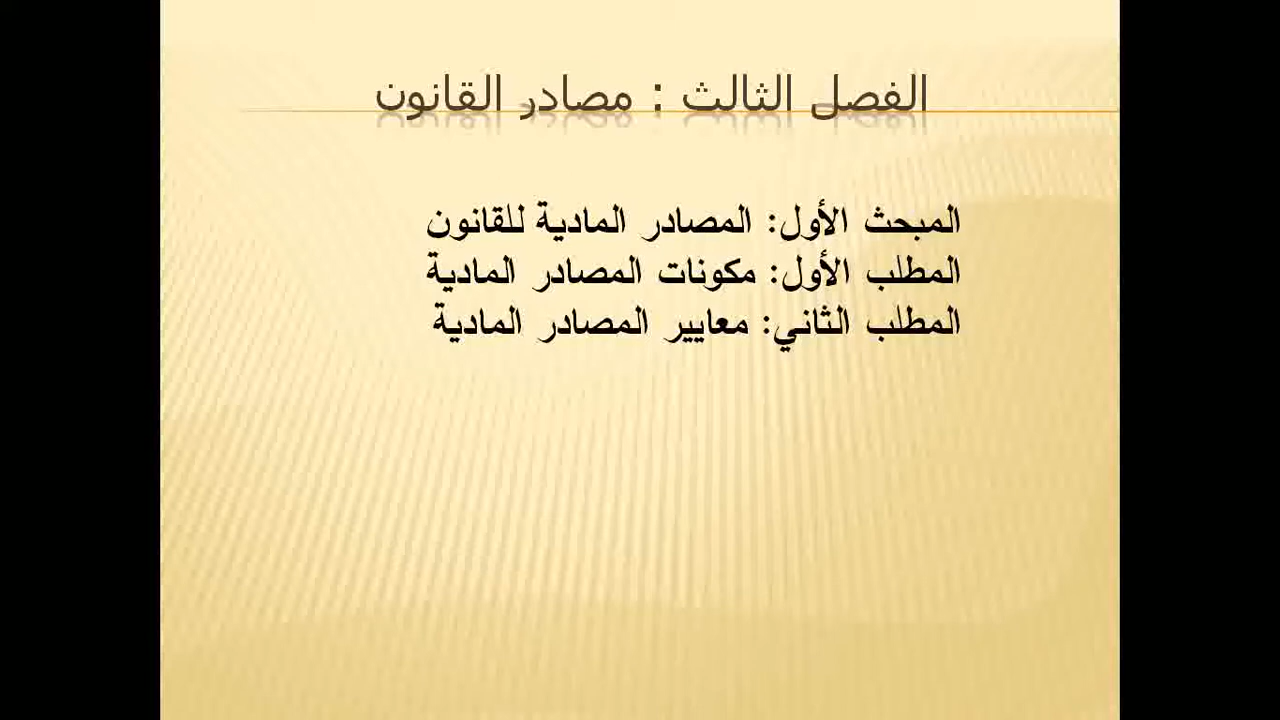 الفصل الثالث : مصادر القانون
المبحث الأول: المصادر المادية للقانون
المطلب الأول: مكونات المصادر المادية
المطلب الثاني: معايير المصادر المادية